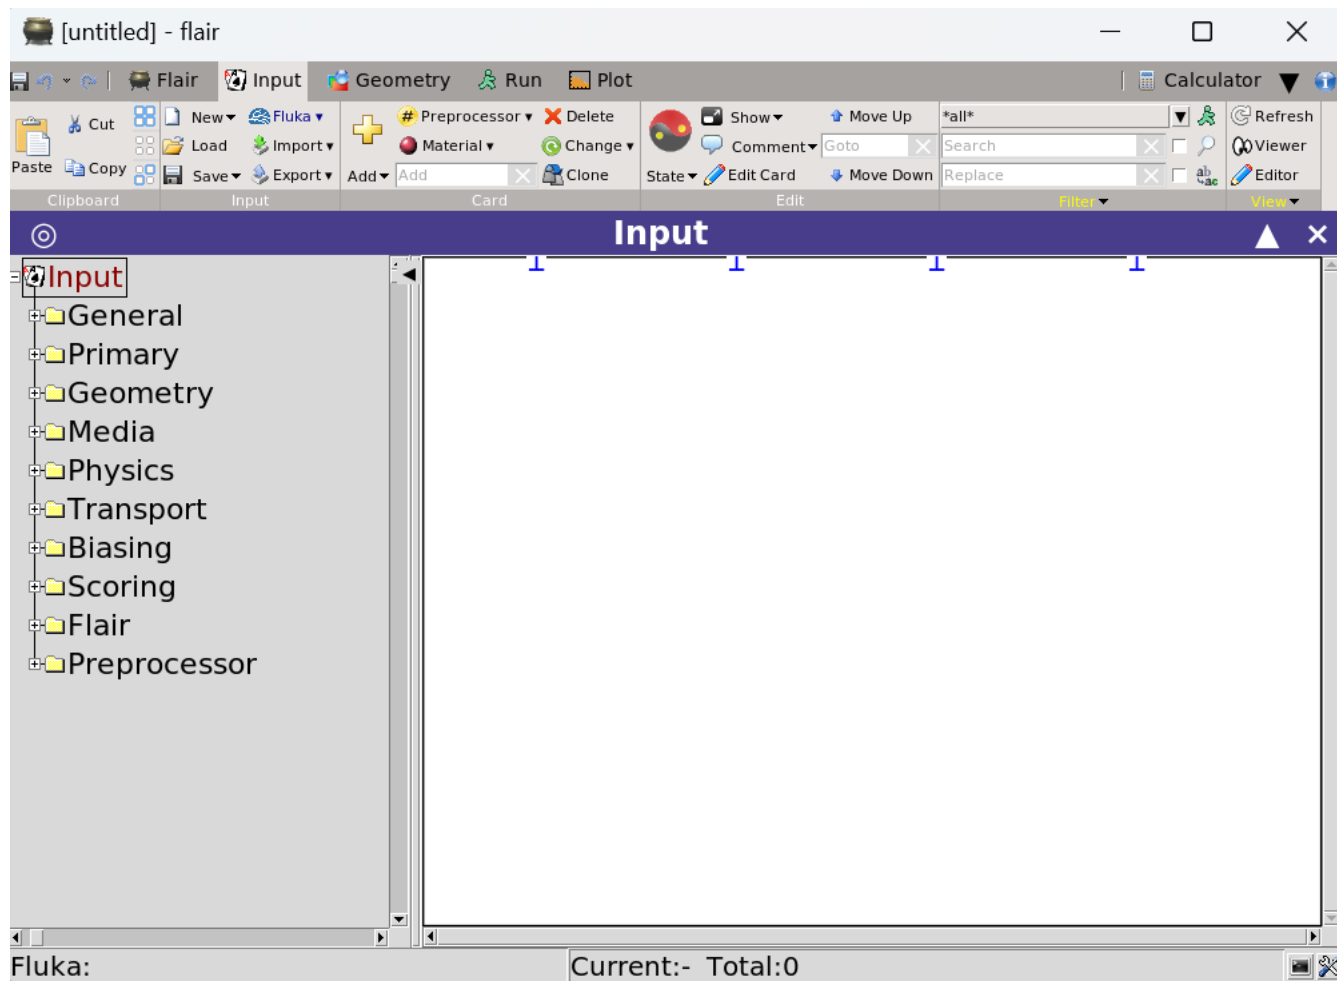 [untitled] - flair
Flair Input Geometry Run Plot Calculator
Cut New Fluka Preprocessor Delete Show Move Up *all* Refresh
Load Import Material Change Comment Goto Search Viewer
Paste Copy Save Export Add Add Clone State Edit Card Move Down Replace Editor
Clipboard Input Card Edit Filter View
Input
Input
General
Primary
Geometry
Media
Physics
Transport
Biasing
Scoring
Flair
Preprocessor
Fluka: Current:- Total:0